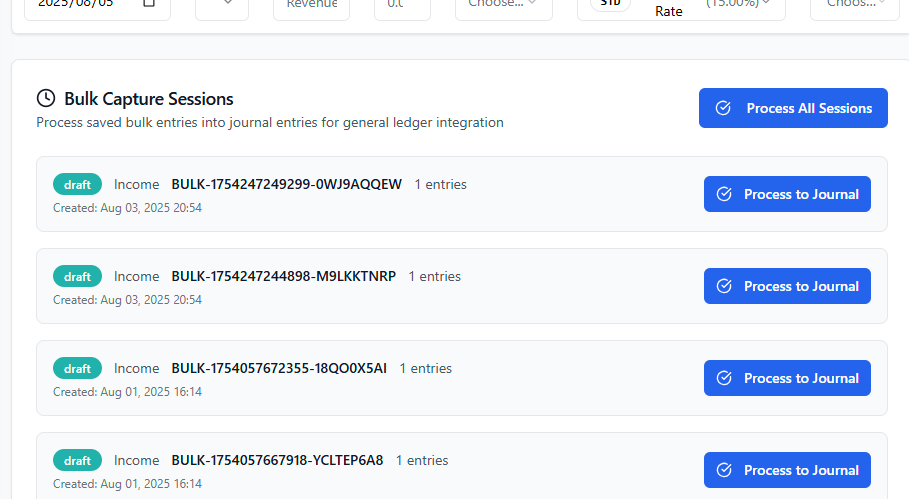 2025/08/05 Revenue Choose... STD Rate (15.00%) Choos...
Bulk Capture Sessions
Process saved bulk entries into journal entries for general ledger integration
Process All Sessions
draft Income BULK-1754247249299-0WJ9AQQEW 1 entries
Created: Aug 03, 2025 20:54
Process to Journal
draft Income BULK-1754247244898-M9LKKTNRP 1 entries
Created: Aug 03, 2025 20:54
Process to Journal
draft Income BULK-1754057672355-18QO0X5AI 1 entries
Created: Aug 01, 2025 16:14
Process to Journal
draft Income BULK-1754057667918-YCLTEP6A8 1 entries
Created: Aug 01, 2025 16:14
Process to Journal